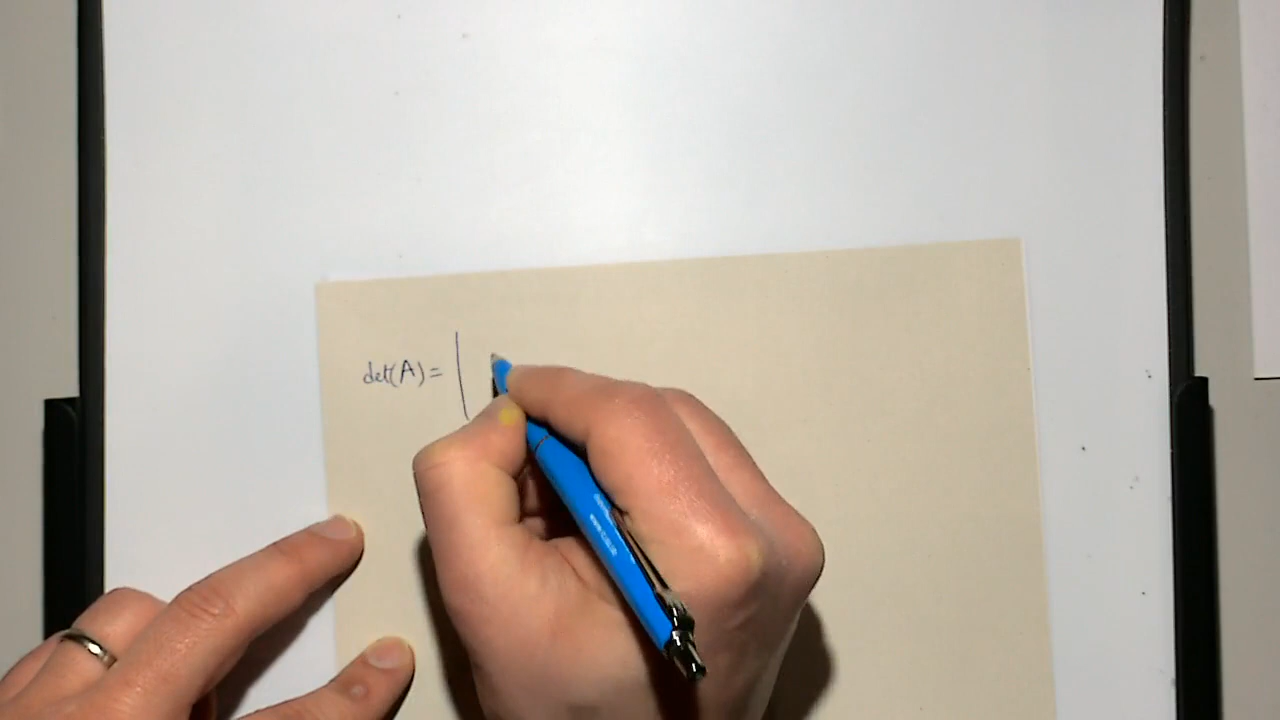 det(A) = |